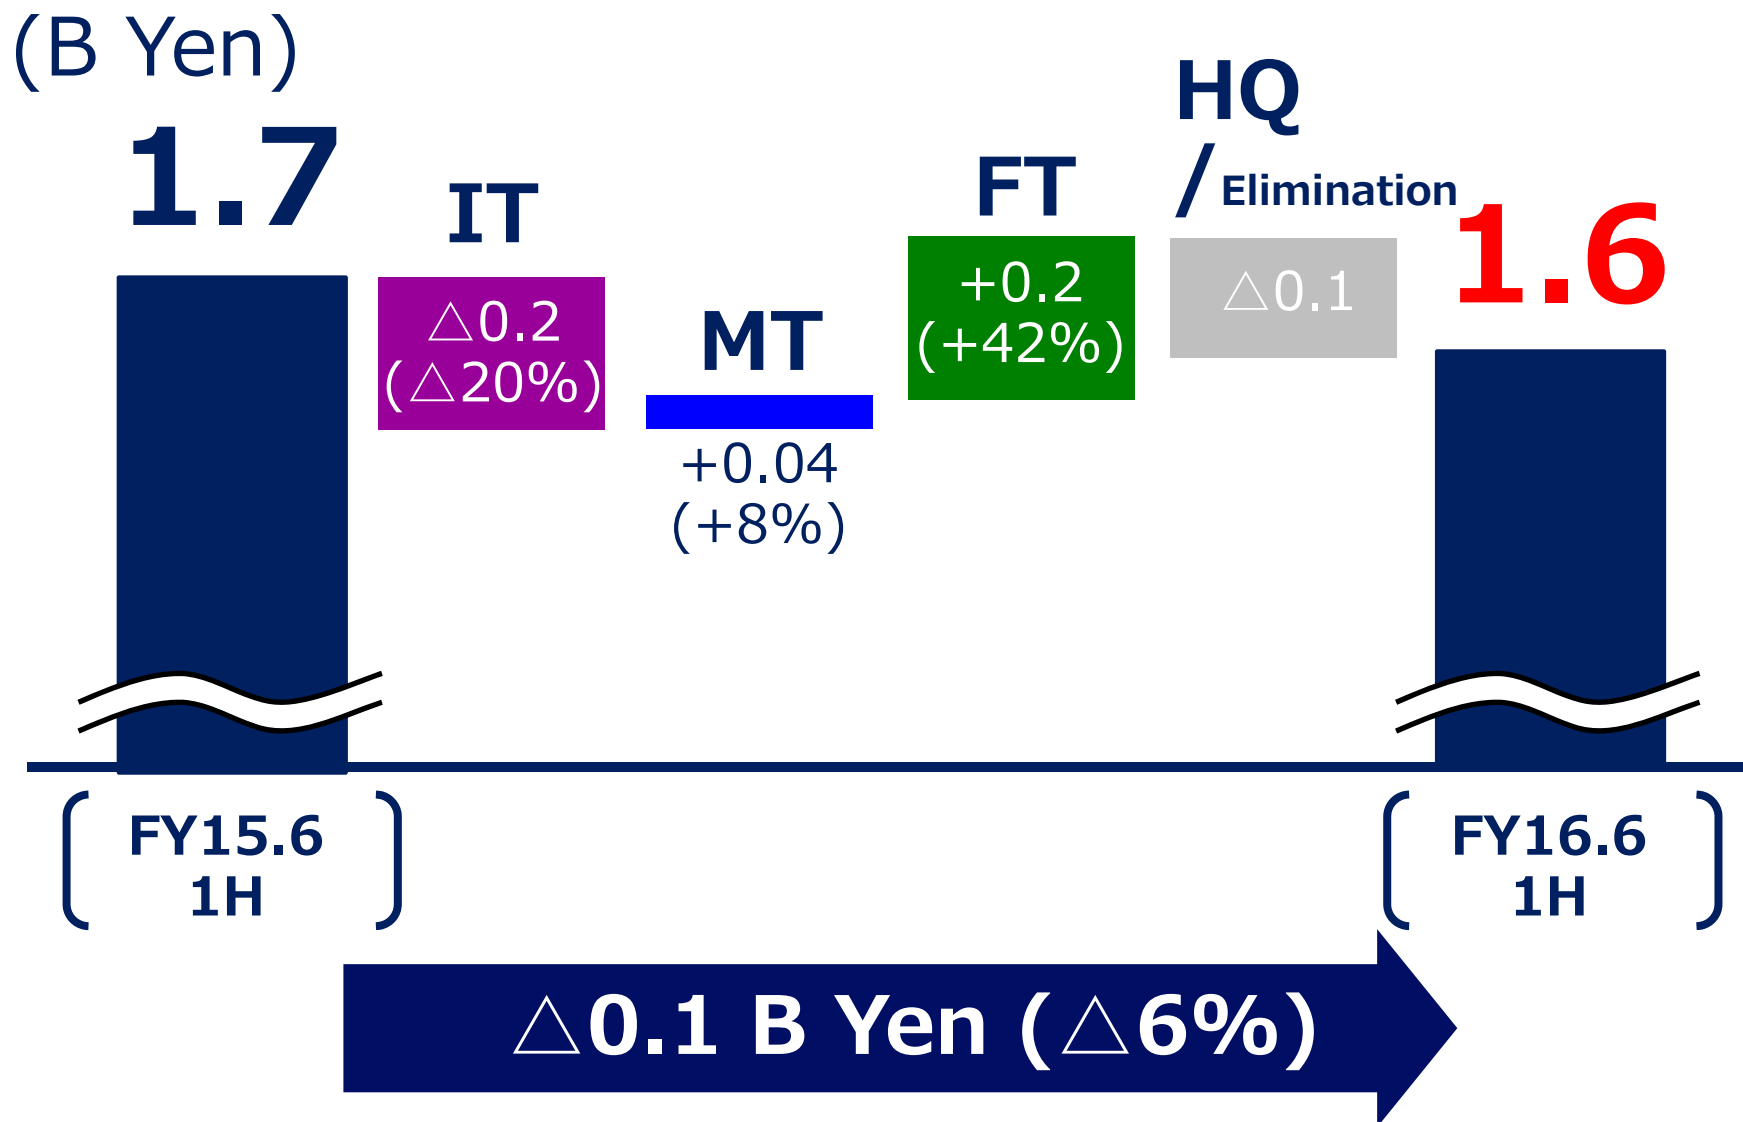 (B Yen)
1.7
IT
△0.2
(△20%)
MT
+0.04
(+8%)
FT
+0.2
(+42%)
HQ
/Elimination
△0.1
1.6
FY15.6
1H
FY16.6
1H
△0.1 B Yen (△6%)